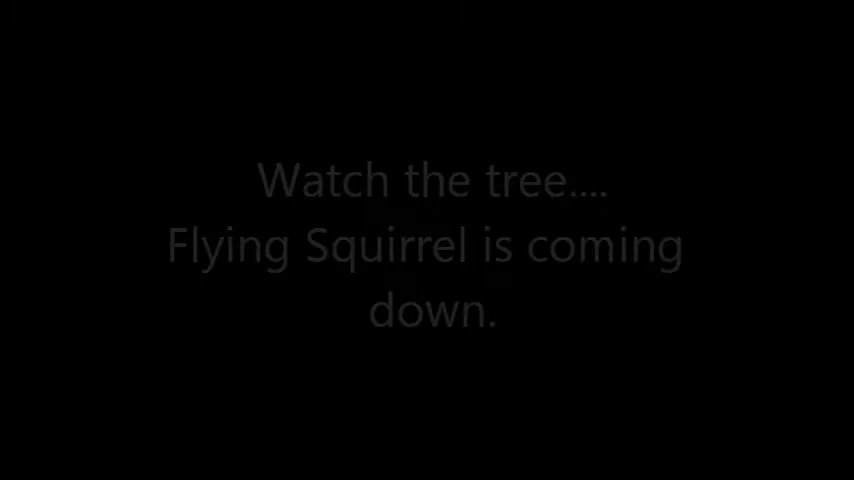 Watch the tree....
Flying Squirrel is coming
down.